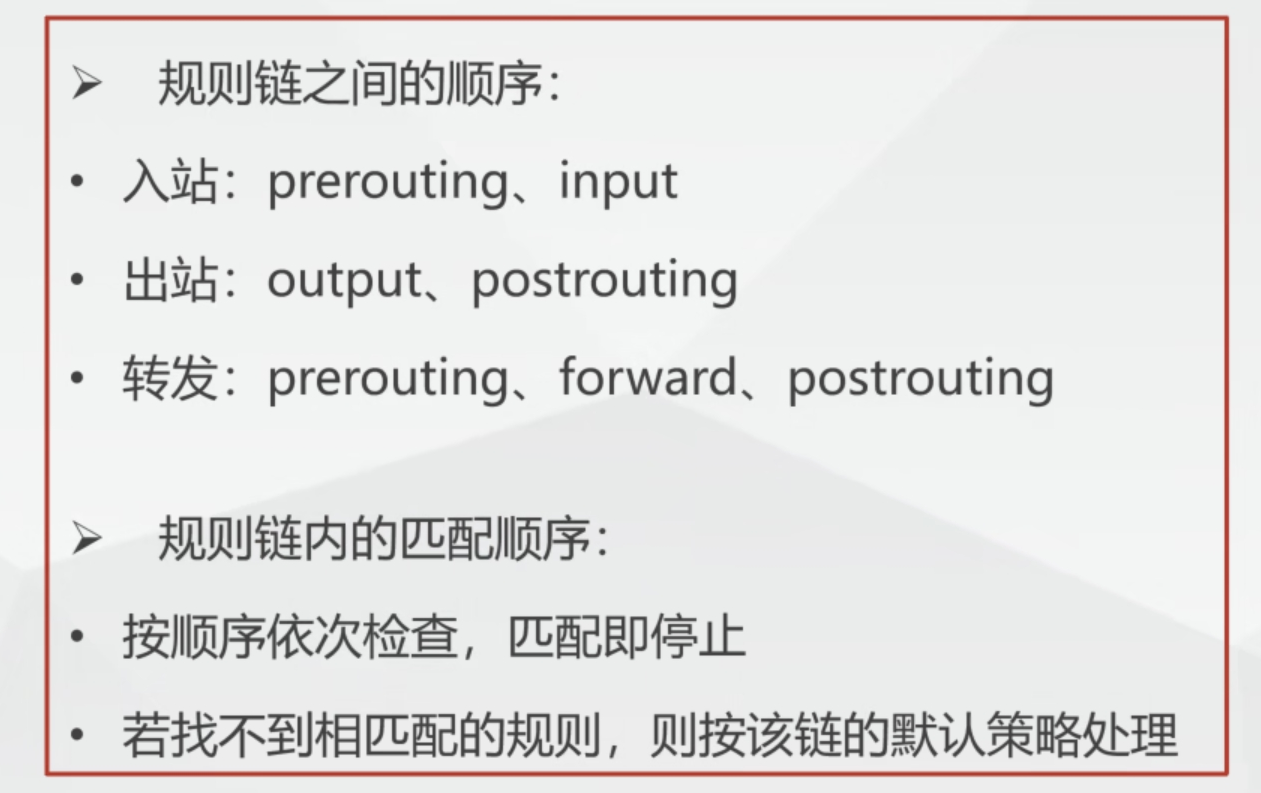 ➢ 规则链之间的顺序：
• 入站：prerouting、input
• 出站：output、postrouting
• 转发：prerouting、forward、postrouting
➢ 规则链内的匹配顺序：
• 按顺序依次检查，匹配即停止
• 若找不到相匹配的规则，则按该链的默认策略处理